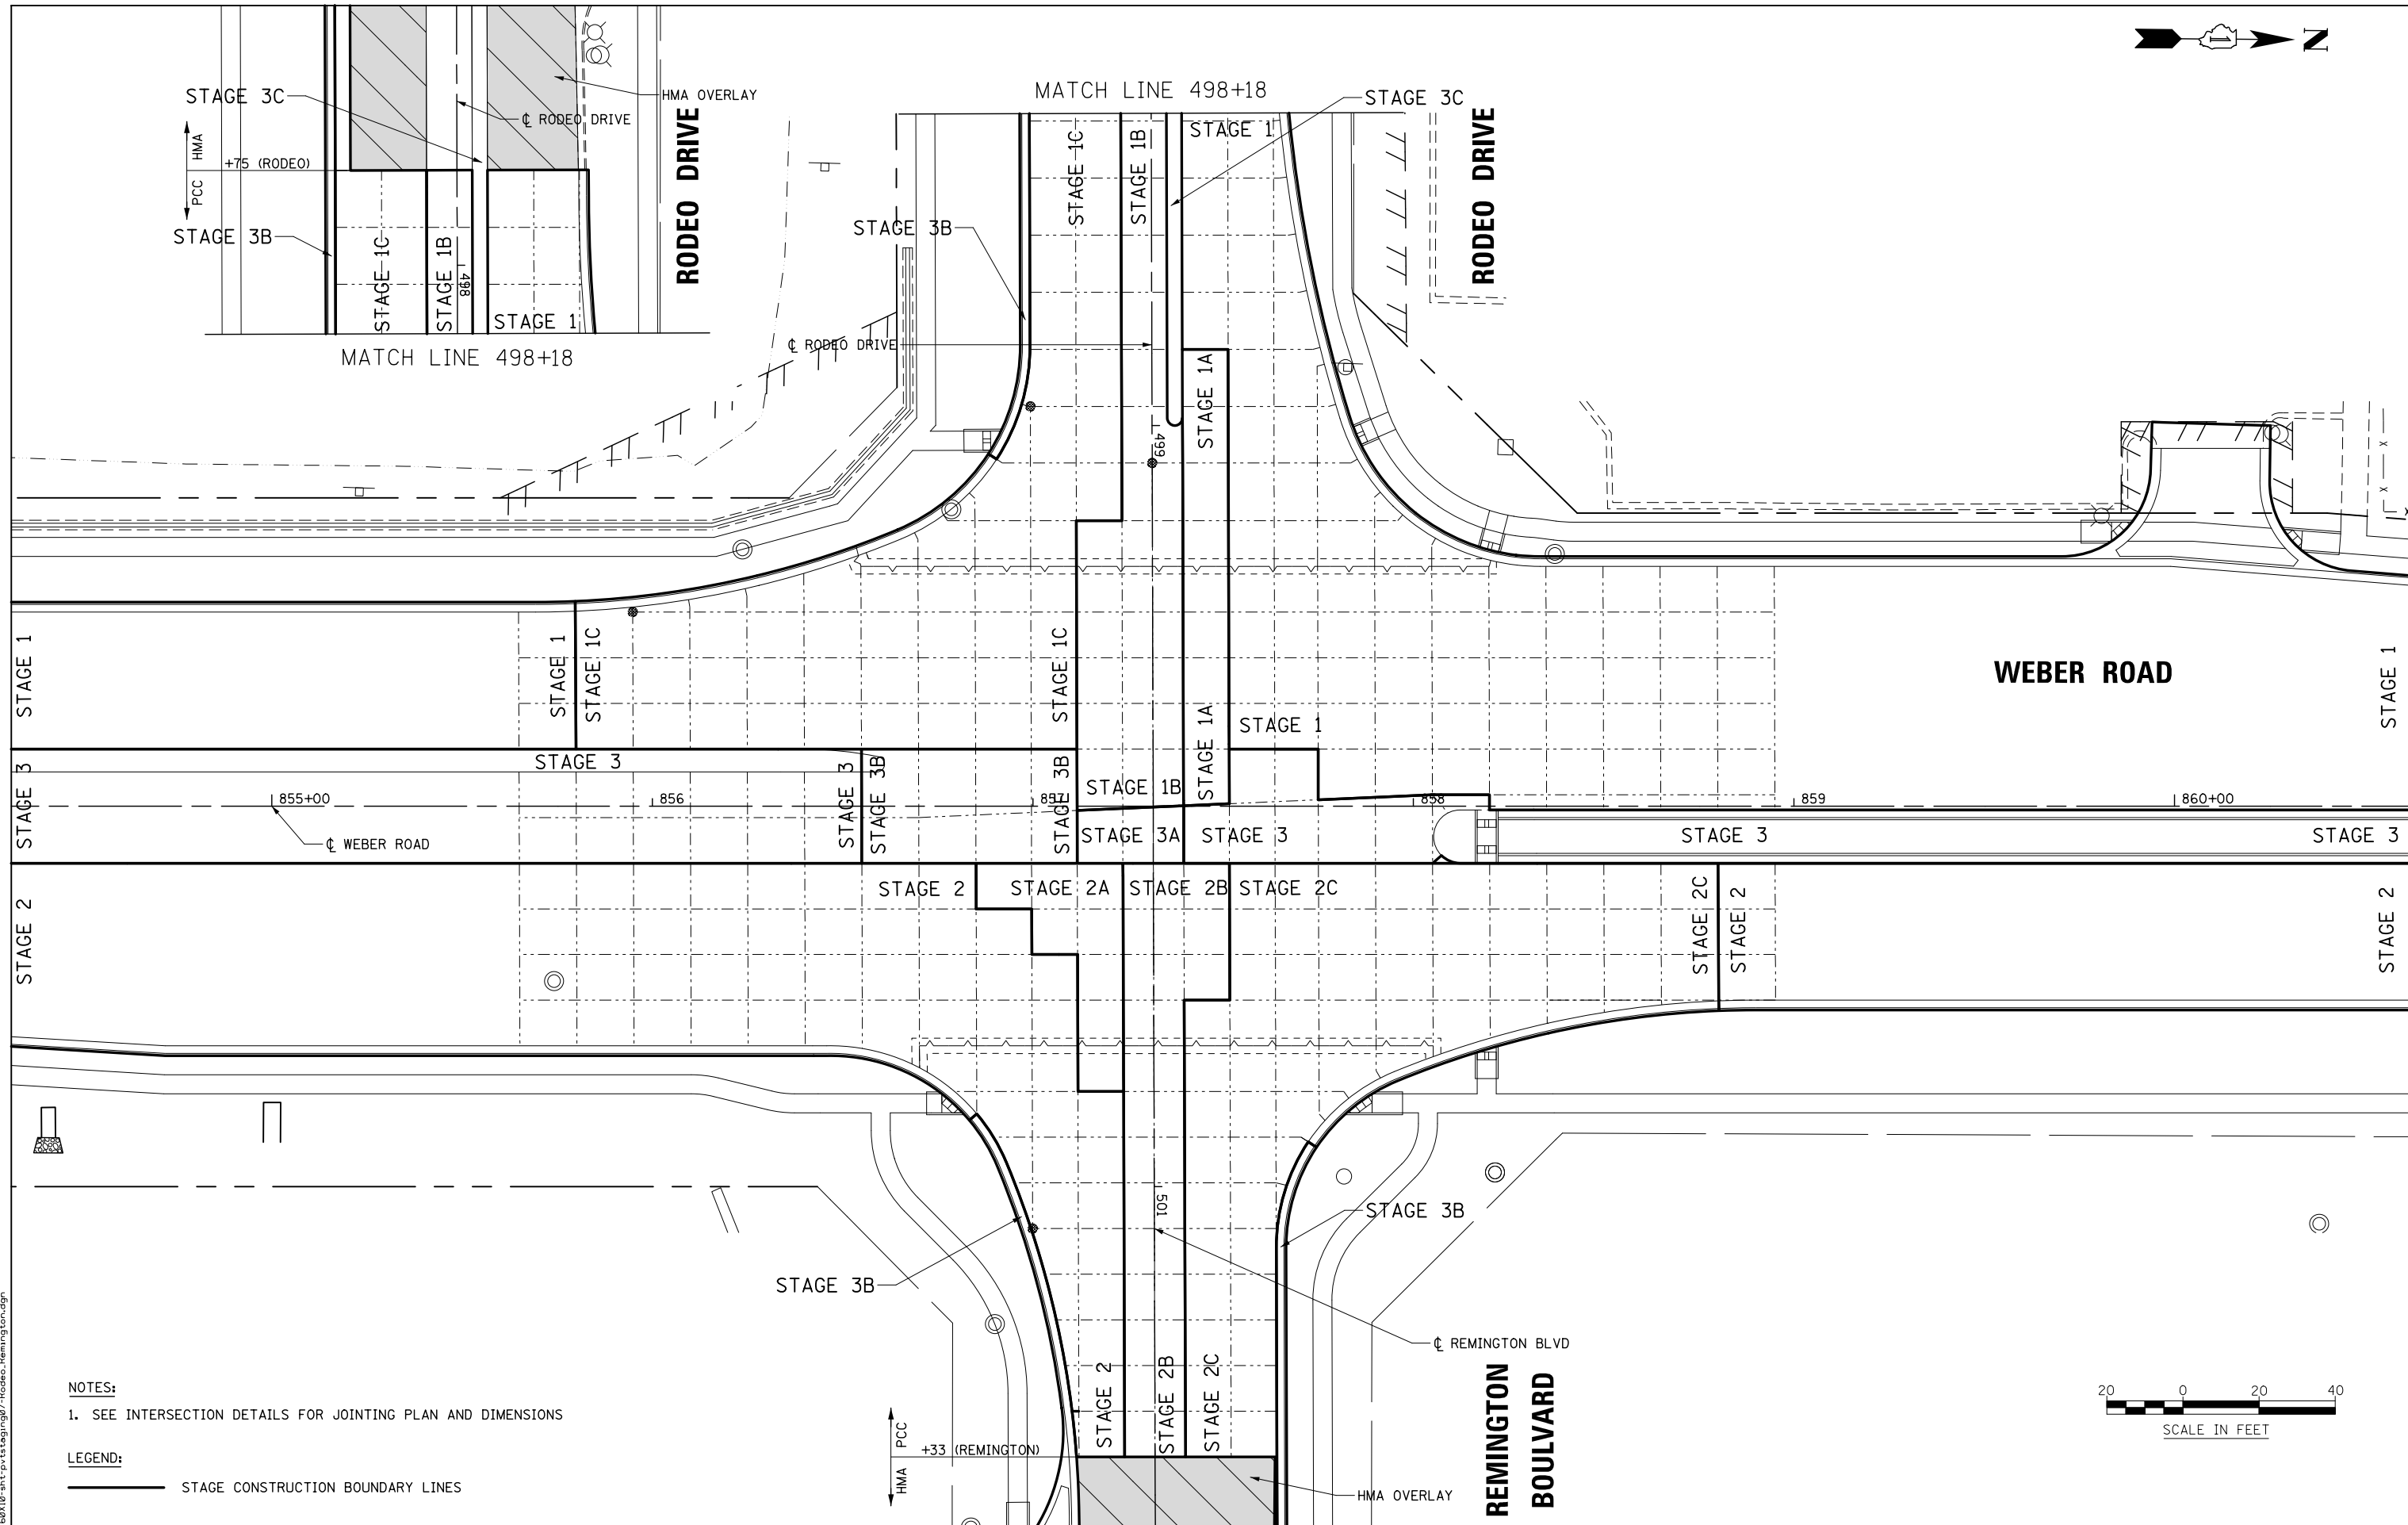 N
MATCH LINE 498+18
STAGE 3C
STAGE 3C
HMA OVERLAY
℄ RODEO DRIVE
HMA
+75 (RODEO)
PCC
STAGE 3B
STAGE 1C
STAGE 1B
498
STAGE 1
RODEO DRIVE
MATCH LINE 498+18
STAGE 1C
STAGE 1B
STAGE 1
RODEO DRIVE
STAGE 3B
℄ RODEO DRIVE
STAGE 1A
499
STAGE 1
STAGE 1
STAGE 1C
STAGE 1C
STAGE 1A
STAGE 1
WEBER ROAD
STAGE 1
STAGE 3
STAGE 3
STAGE 3
STAGE 3B
STAGE 3B
STAGE 1B
855+00
856
857
858
859
860+00
℄ WEBER ROAD
STAGE 3A
STAGE 3
STAGE 3
STAGE 3
STAGE 2
STAGE 2A
STAGE 2B
STAGE 2C
STAGE 2
STAGE 2C
STAGE 2
STAGE 2
501
STAGE 3B
STAGE 3B
℄ REMINGTON BLVD
STAGE 2
STAGE 2B
STAGE 2C
PCC
+33 (REMINGTON)
HMA
HMA OVERLAY
REMINGTON
BOULVARD
NOTES:
1. SEE INTERSECTION DETAILS FOR JOINTING PLAN AND DIMENSIONS
LEGEND:
STAGE CONSTRUCTION BOUNDARY LINES
20 0 20 40
SCALE IN FEET